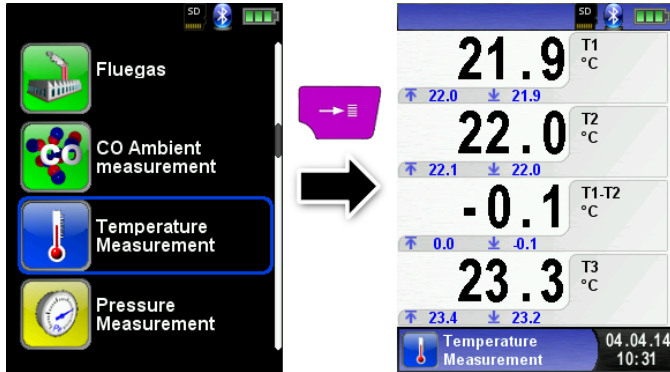 SD
Fluegas
CO
CO Ambient
measurement
Temperature
Measurement
Pressure
Measurement
SD
21.9 T1
°C
22.0 21.9
22.0 T2
°C
22.1 22.0
-0.1 T1-T2
°C
0.0 -0.1
23.3 T3
°C
23.4 23.2
Temperature 04.04.14
Measurement 10:31